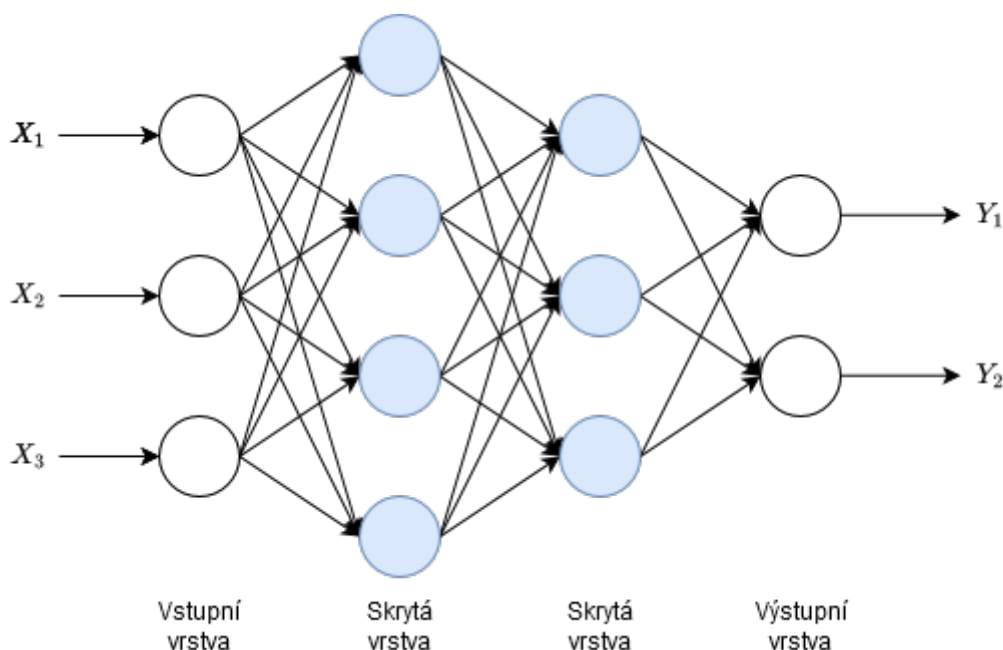 X₁
X₂
X₃
Y₁
Y₂
Vstupní
vrstva
Skrytá
vrstva
Skrytá
vrstva
Výstupní
vrstva